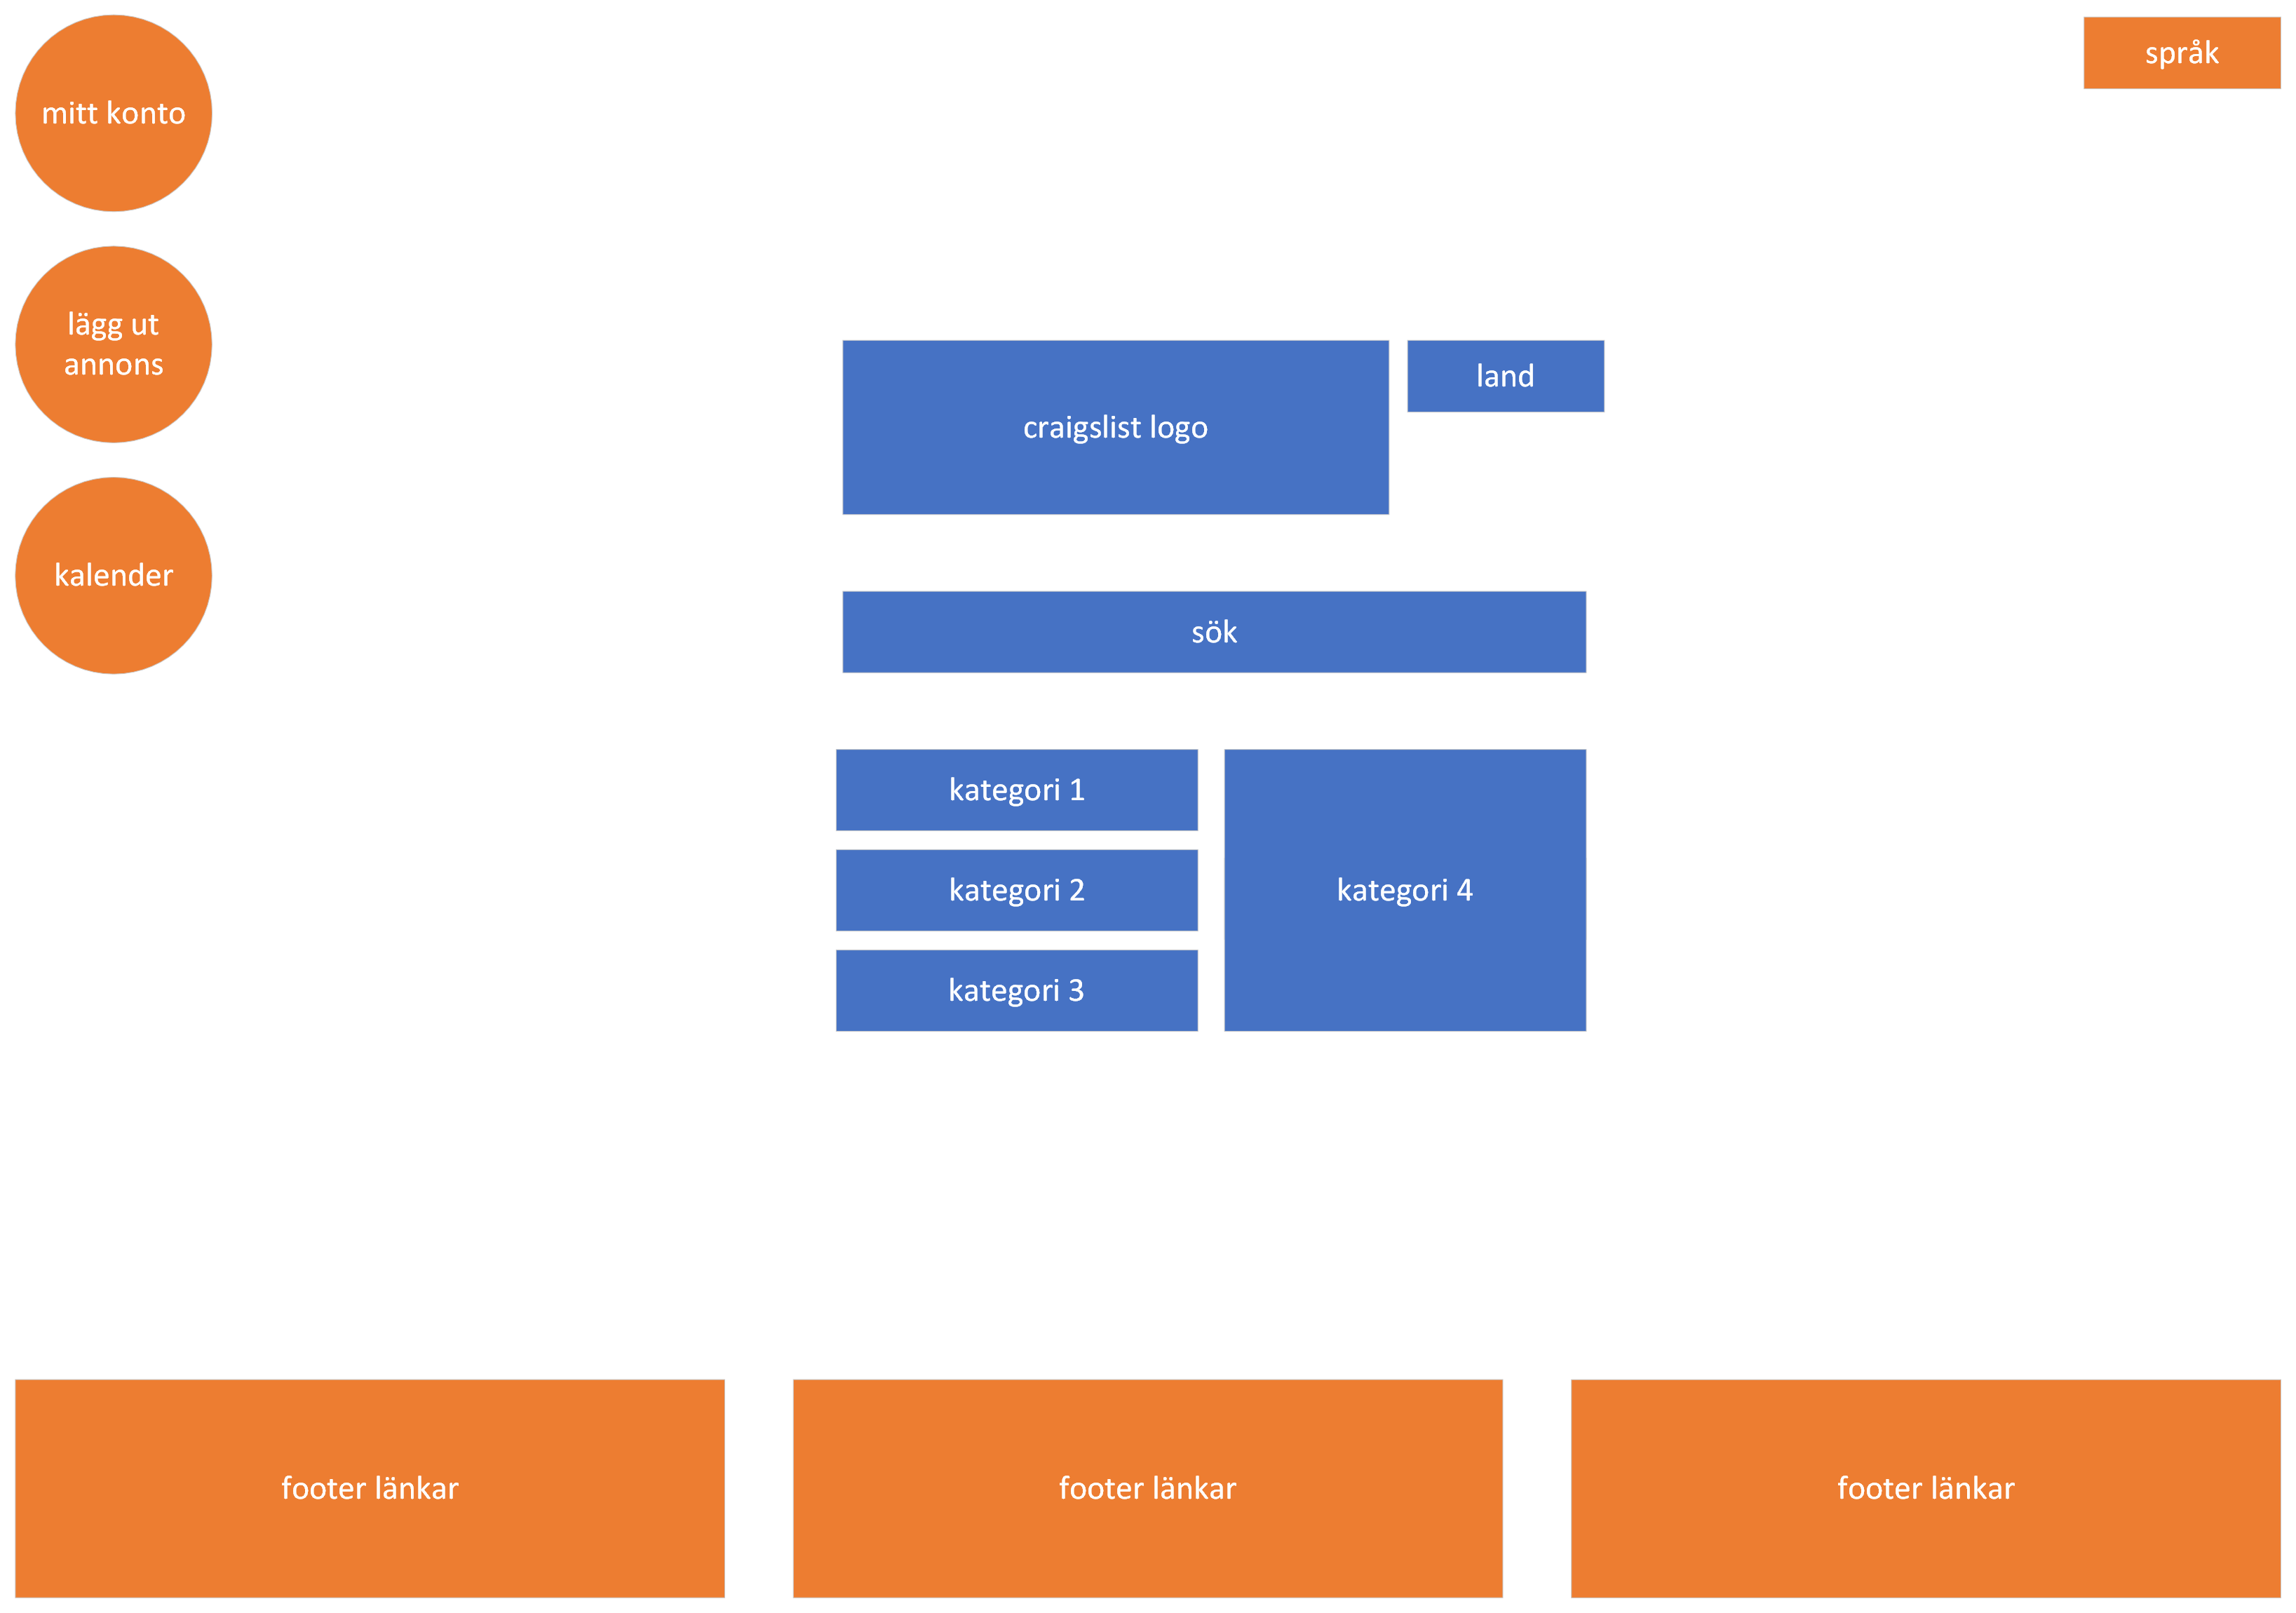 mitt konto
språk
lägg ut
annons
kalender
craigslist logo
land
sök
kategori 1
kategori 2
kategori 3
kategori 4
footer länkar
footer länkar
footer länkar